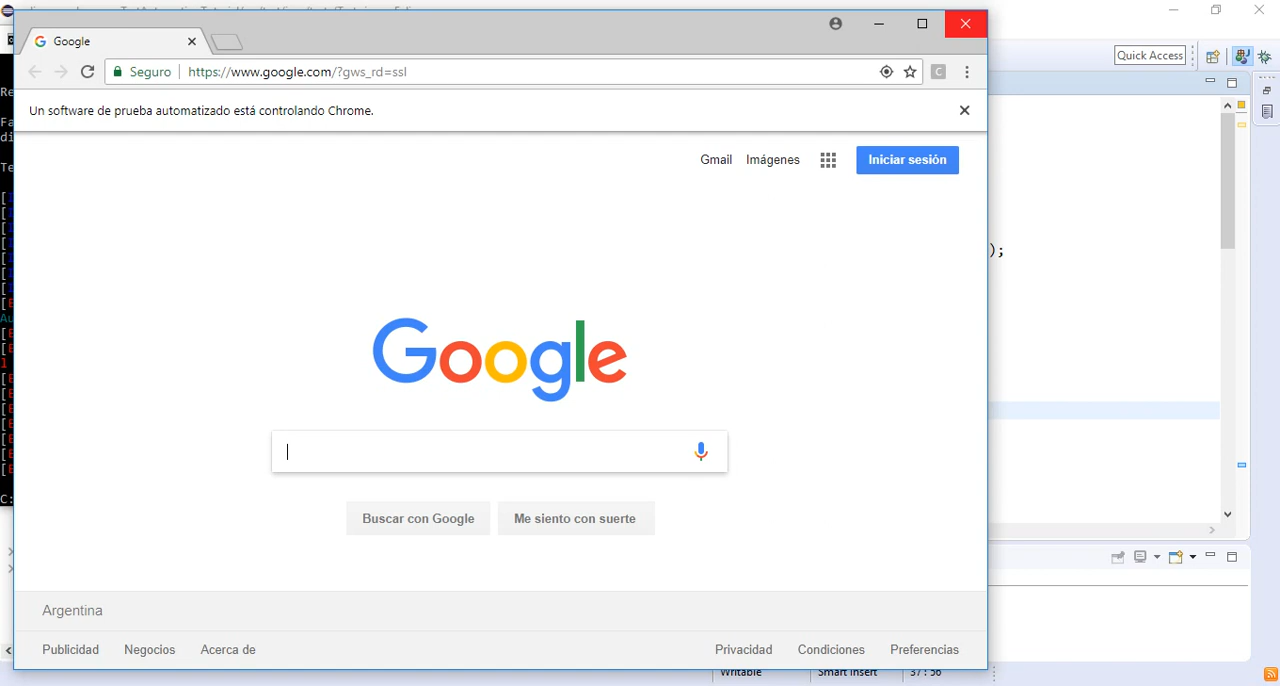 Google
Quick Access
Seguro
https://www.google.com/?gws_rd=ssl
C
Un software de prueba automatizado está controlando Chrome.
Gmail
Imágenes
Iniciar sesión
);
Google
Buscar con Google
Me siento con suerte
C:
Argentina
Publicidad
Negocios
Acerca de
Privacidad
Condiciones
Preferencias
Writable
Smart Insert
37 : 56